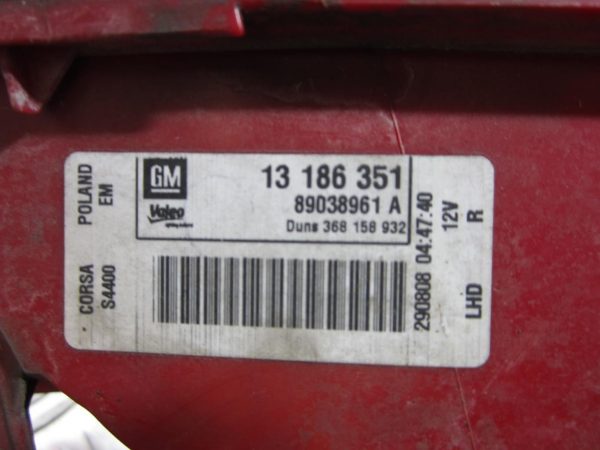 POLAND
EM
CORSA
S4400
GM
Valeo
13 186 351
89038961 A
Duns 368 158 932
290808 04:47:40
12V
LHD R